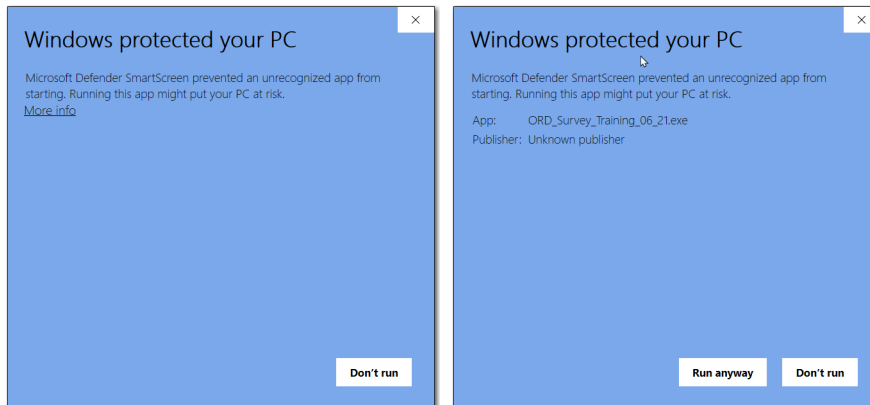 Windows protected your PC
Microsoft Defender SmartScreen prevented an unrecognized app from
starting. Running this app might put your PC at risk.
More info
Don't run
Windows protected your PC
Microsoft Defender SmartScreen prevented an unrecognized app from
starting. Running this app might put your PC at risk.
App: ORD_Survey_Training_06_21.exe
Publisher: Unknown publisher
Run anyway Don't run